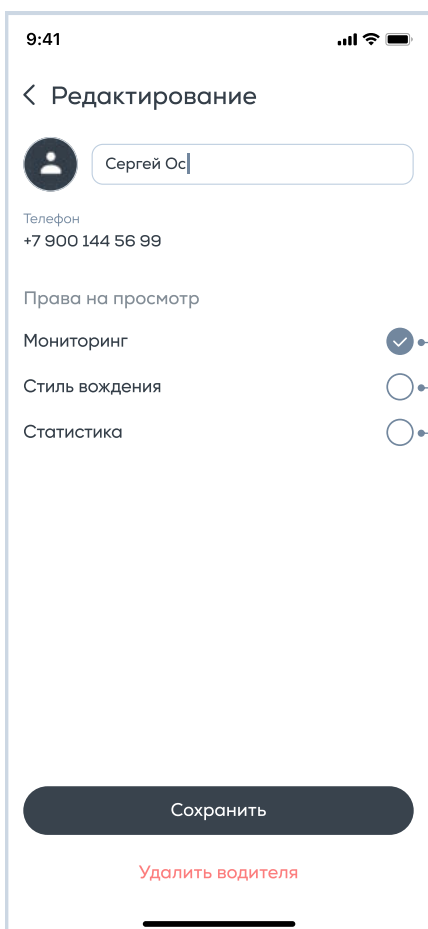 9:41
Редактирование
Сергей Ос
Телефон
+7 900 144 56 99
Права на просмотр
Мониторинг
Стиль вождения
Статистика
Сохранить
Удалить водителя